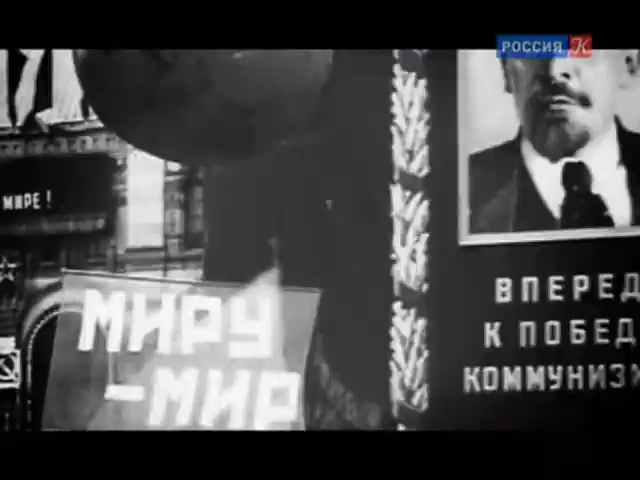 РОССИЯ К
МИРЕ!
МИРУ
-МИР
ВПЕРЕД
К ПОБЕД
КОММУНИЗ